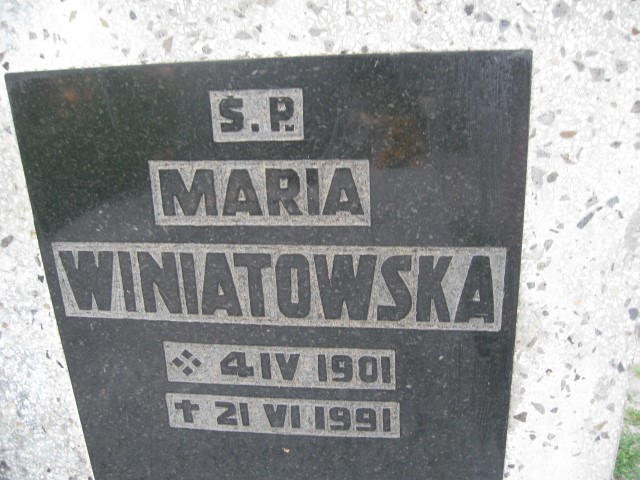 Ś.P.
MARIA
WINIATOWSKA
4 IV 1901
✝ 21 VI 1991